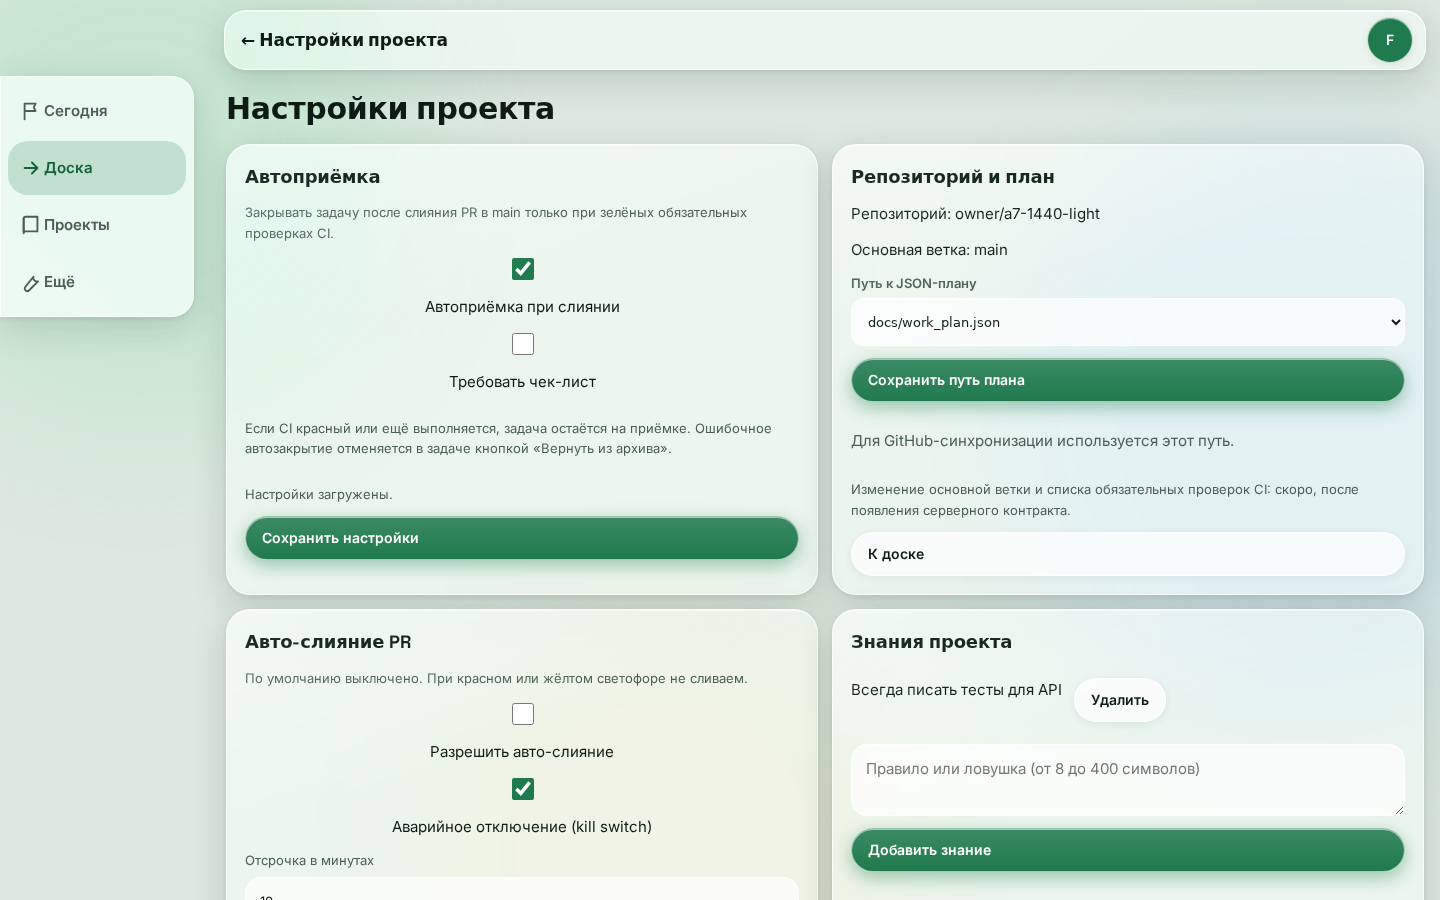 ← Настройки проекта
F
Сегодня
Доска
Проекты
Ещё
Настройки проекта
Автоприёмка
Закрывать задачу после слияния PR в main только при зелёных обязательных
проверках CI.
Автоприёмка при слиянии
Требовать чек-лист
Если CI красный или ещё выполняется, задача остаётся на приёмке. Ошибочное
автозакрытие отменяется в задаче кнопкой «Вернуть из архива».
Настройки загружены.
Сохранить настройки
Репозиторий и план
Репозиторий: owner/a7-1440-light
Основная ветка: main
Путь к JSON-плану
docs/work_plan.json
Сохранить путь плана
Для GitHub-синхронизации используется этот путь.
Изменение основной ветки и списка обязательных проверок CI: скоро, после
появления серверного контракта.
К доске
Авто-слияние PR
По умолчанию выключено. При красном или жёлтом светофоре не сливаем.
Разрешить авто-слияние
Аварийное отключение (kill switch)
Отсрочка в минутах
Знания проекта
Всегда писать тесты для API
Удалить
Правило или ловушка (от 8 до 400 символов)
Добавить знание